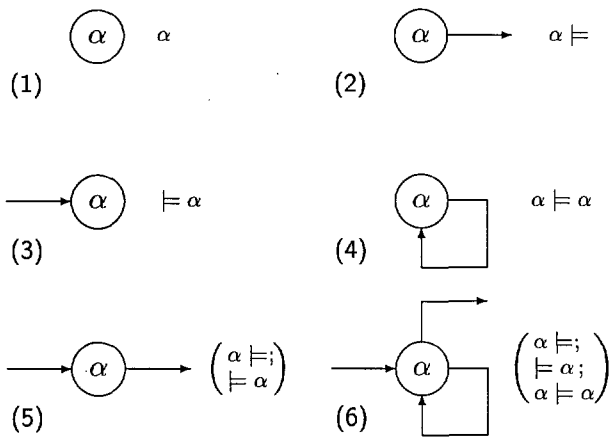 α α
(1)
α α ⊨
(2)
α ⊨ α
(3)
α α ⊨ α
(4)
α ( α ⊨; ⊨ α )
(5)
α ( α ⊨; ⊨ α ; α ⊨ α )
(6)